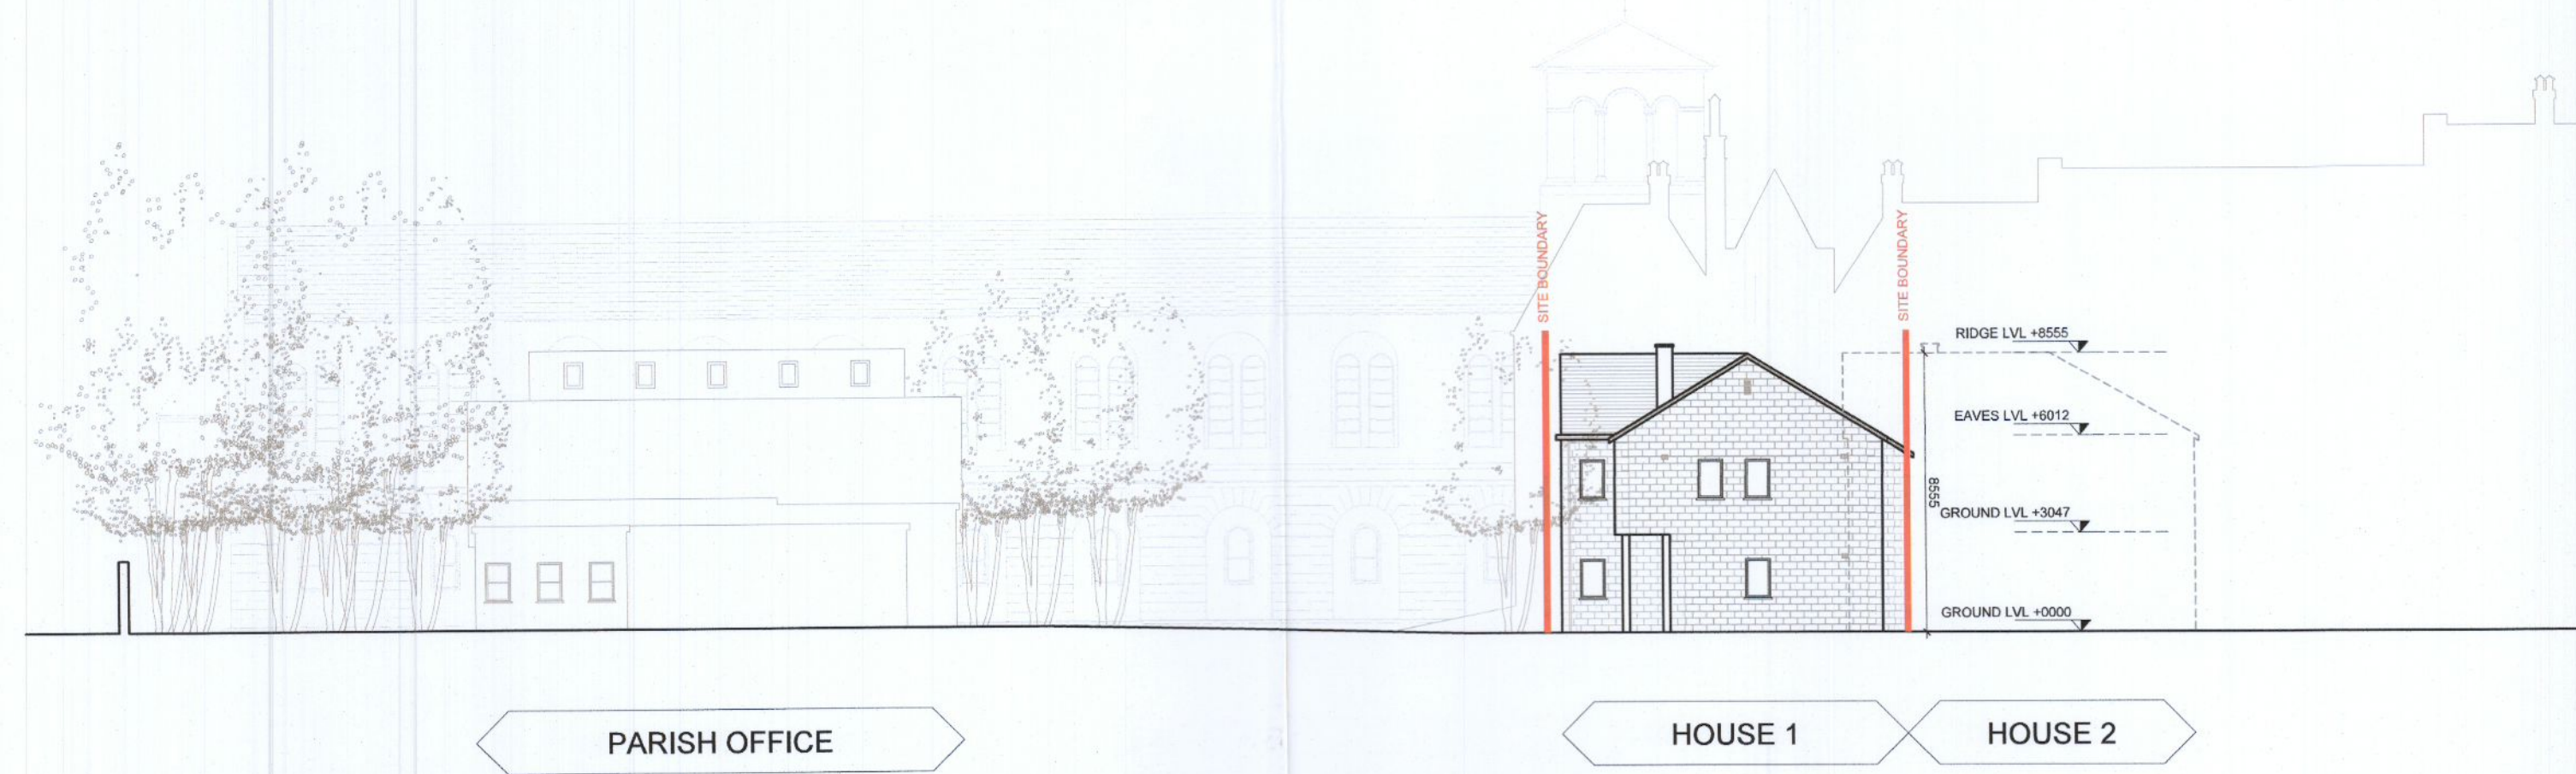 SITE BOUNDARY
SITE BOUNDARY
RIDGE LVL +8555
EAVES LVL +6012
8555
GROUND LVL +3047
GROUND LVL +0000
PARISH OFFICE
HOUSE 1
HOUSE 2